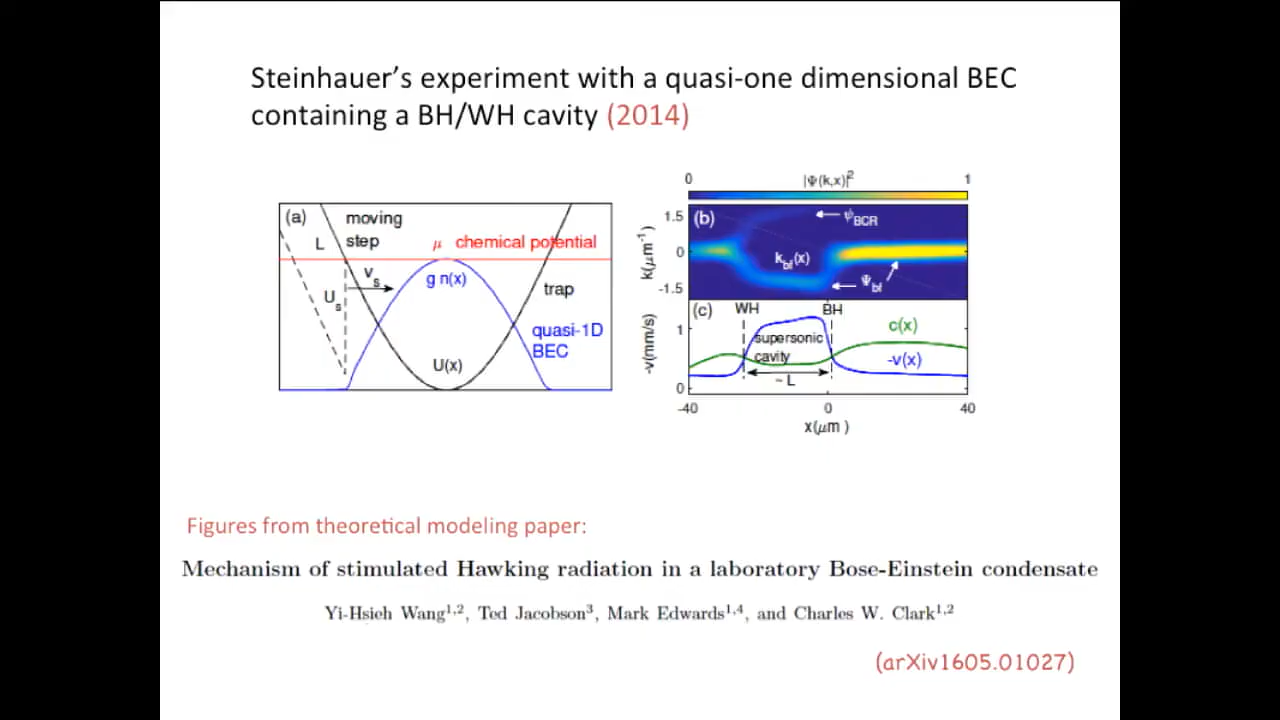 Steinhauer's experiment with a quasi-one dimensional BEC
containing a BH/WH cavity (2014)
(a)
moving
step
L
μ chemical potential
v_s
g n(x)
U_s
trap
quasi-1D
BEC
U(x)
0 |Ψ(k,x)|² 1
k(μm⁻¹)
1.5
0
-1.5
(b)
ψ_BCR
k_bf(x)
Ψ_bf
-v(mm/s)
1
0
(c)
WH
BH
c(x)
supersonic
cavity
-v(x)
~ L
-40 0 40
x(μm )
Figures from theoretical modeling paper:
Mechanism of stimulated Hawking radiation in a laboratory Bose-Einstein condensate
Yi-Hsieh Wang¹,², Ted Jacobson³, Mark Edwards¹,⁴, and Charles W. Clark¹,²
(arXiv1605.01027)